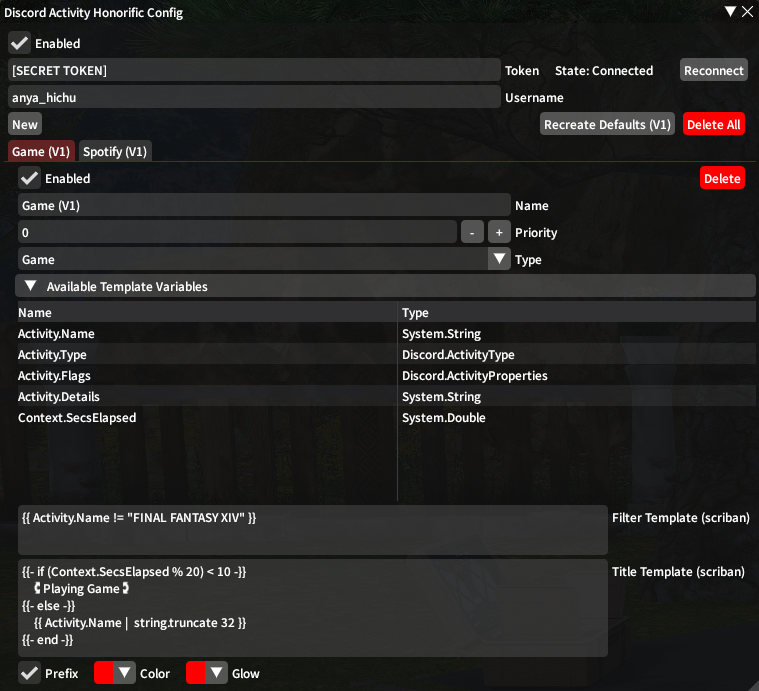 Discord Activity Honorific Config
Enabled
[SECRET TOKEN] Token State: Connected Reconnect
anya_hichu Username
New Recreate Defaults (V1) Delete All
Game (V1) Spotify (V1)
Enabled Delete
Game (V1) Name
0 - + Priority
Game Type
Available Template Variables
Name Type
Activity.Name System.String
Activity.Type Discord.ActivityType
Activity.Flags Discord.ActivityProperties
Activity.Details System.String
Context.SecsElapsed System.Double
{{ Activity.Name != "FINAL FANTASY XIV" }} Filter Template (scriban)
{{- if (Context.SecsElapsed % 20) < 10 -}} Title Template (scriban)
Playing Game
{{- else -}}
{{ Activity.Name | string.truncate 32 }}
{{- end -}}
Prefix Color Glow